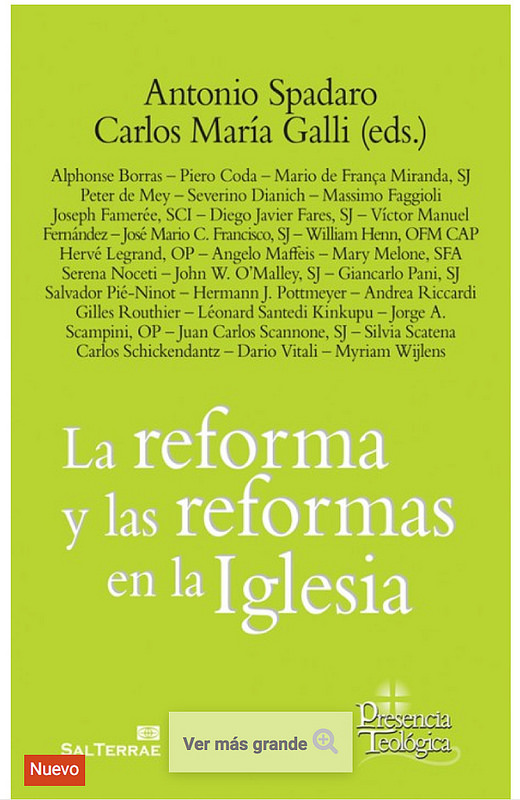 Antonio Spadaro
Carlos María Galli (eds.)
Alphonse Borras – Piero Coda – Mario de França Miranda, SJ
Peter de Mey – Severino Dianich – Massimo Faggioli
Joseph Famerée, SCI – Diego Javier Fares, SJ – Víctor Manuel
Fernández – José Mario C. Francisco, SJ – William Henn, OFM CAP
Hervé Legrand, OP – Angelo Maffeis – Mary Melone, SFA
Serena Noceti – John W. O'Malley, SJ – Giancarlo Pani, SJ
Salvador Pié-Ninot – Hermann J. Pottmeyer – Andrea Riccardi
Gilles Routhier – Léonard Santedi Kinkupu – Jorge A.
Scampini, OP – Juan Carlos Scannone, SJ – Silvia Scatena
Carlos Schickendantz – Dario Vitali – Myriam Wijlens
La reforma
y las reformas
en la Iglesia
Presencia
Teológica
SALTERRAE
Ver más grande
Nuevo